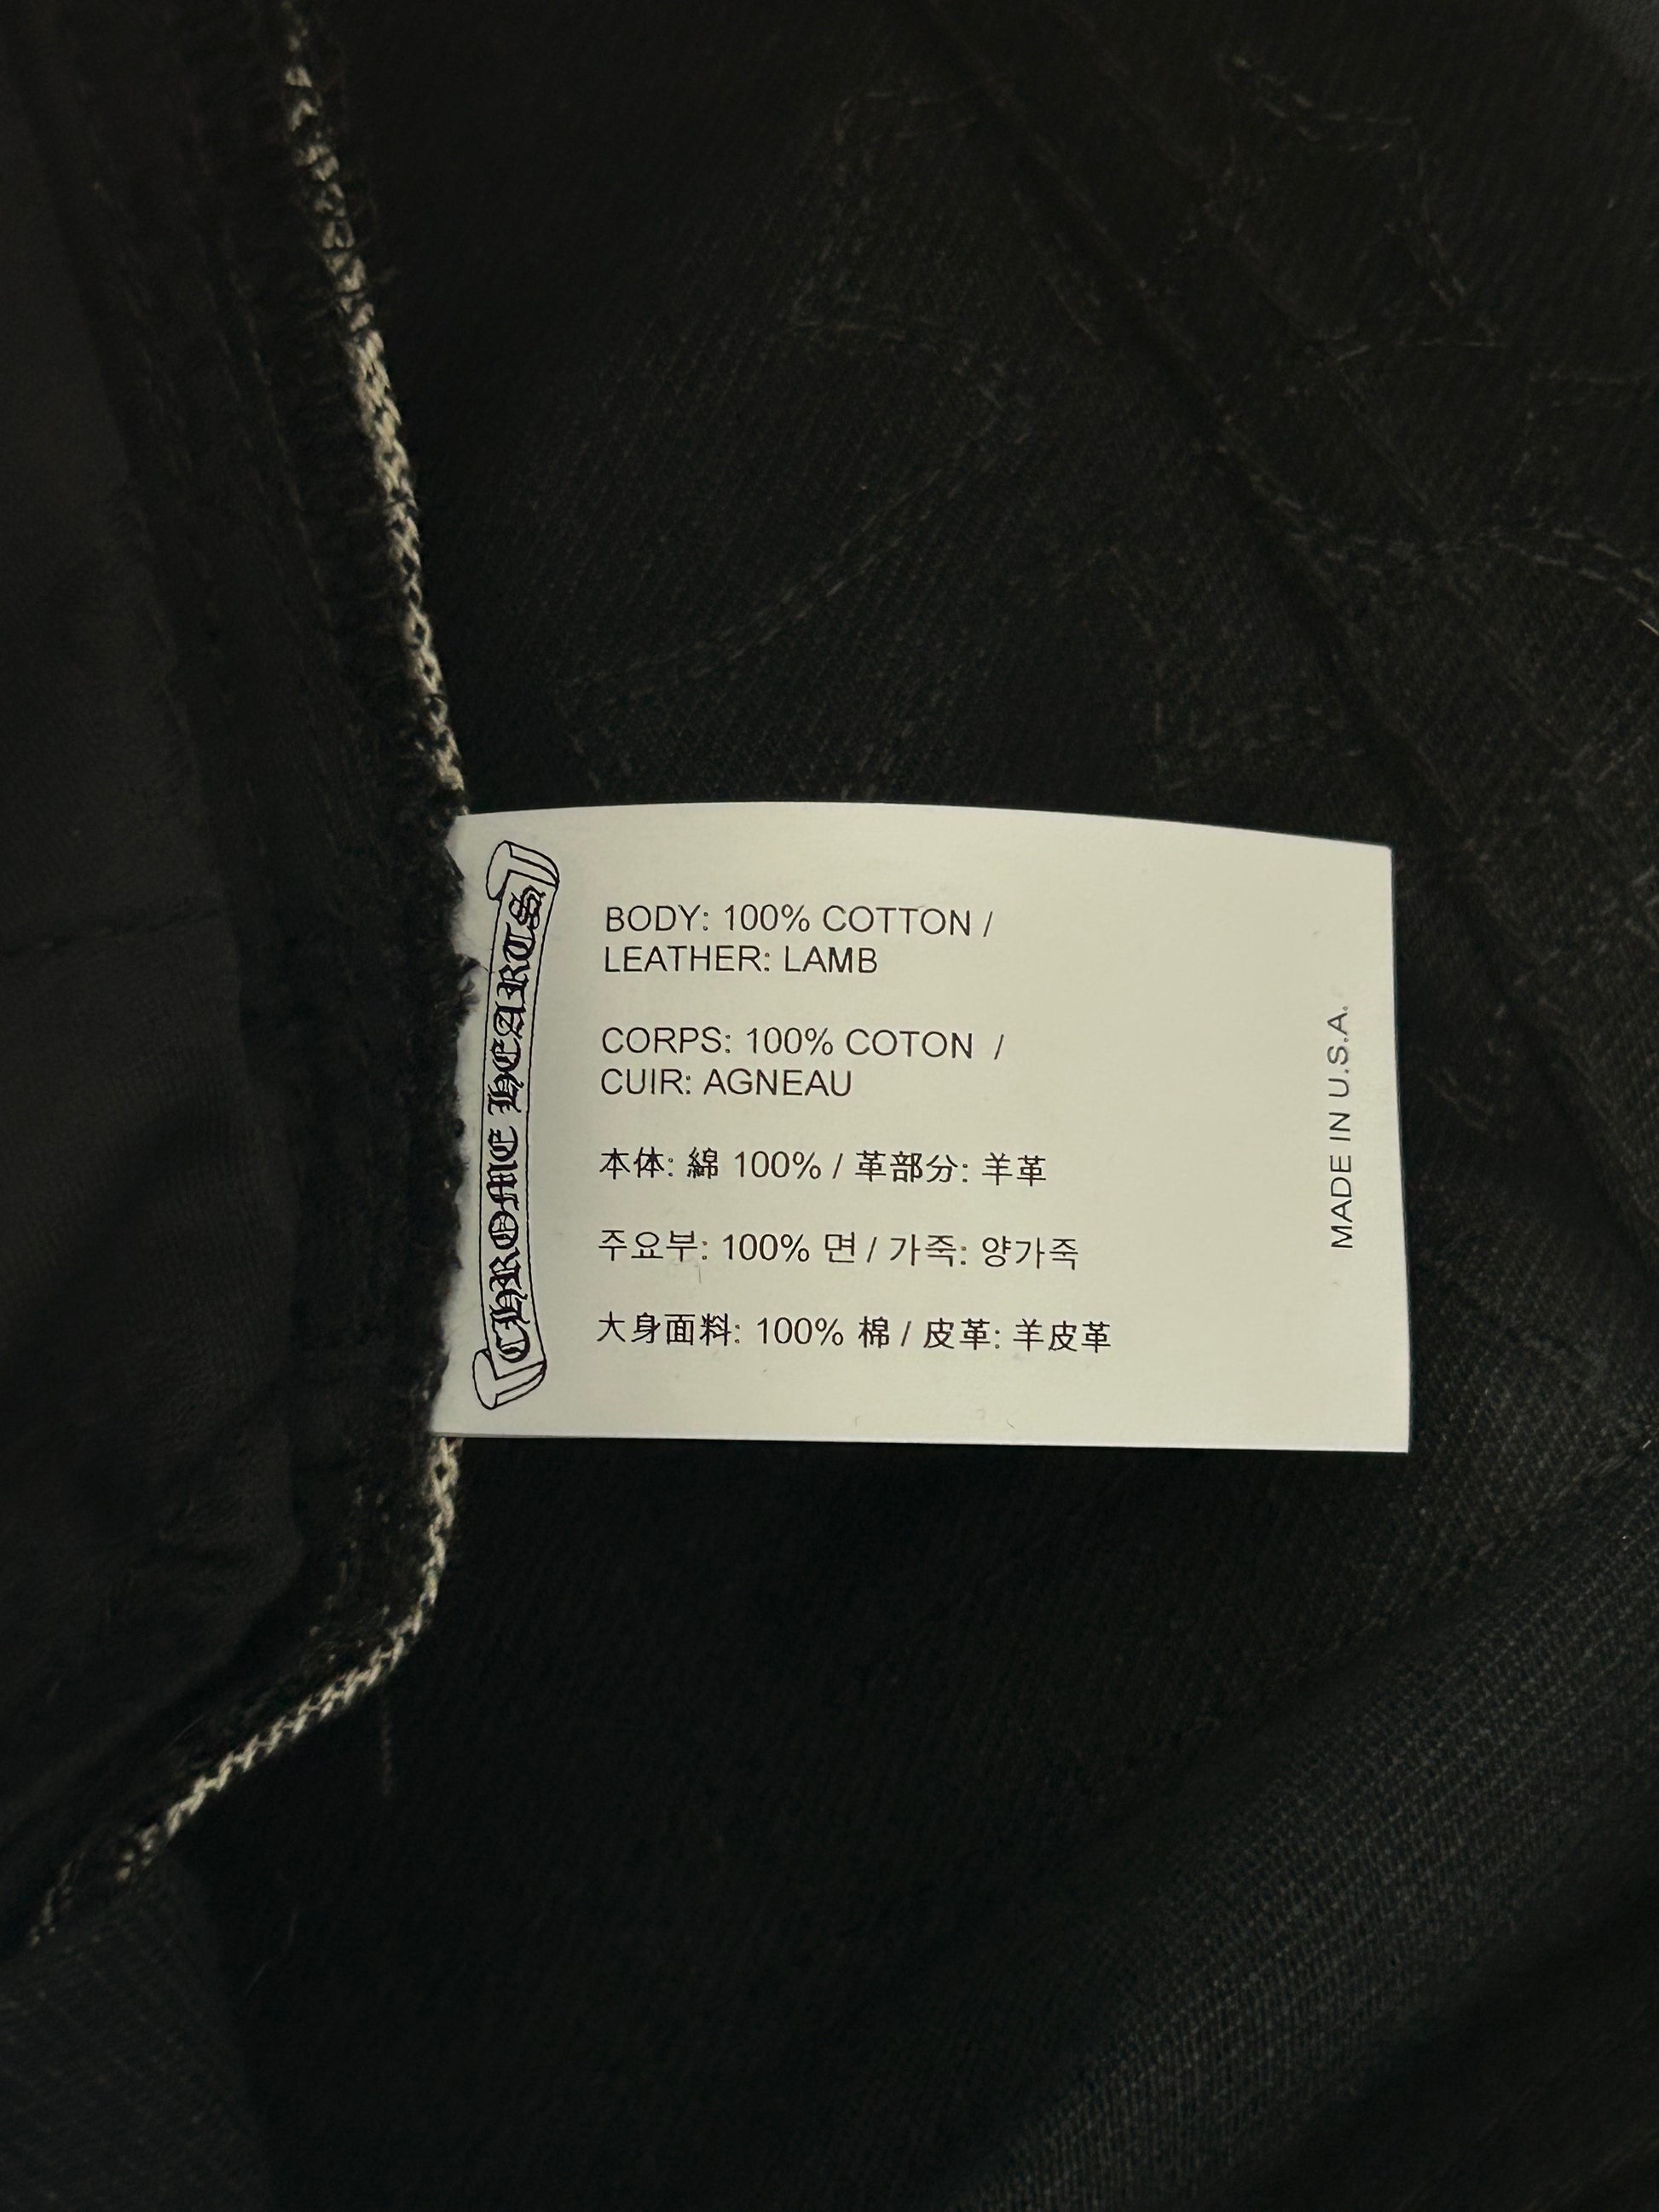 CHROME HEARTS
BODY: 100% COTTON /
LEATHER: LAMB
CORPS: 100% COTON /
CUIR: AGNEAU
本体: 綿 100% / 革部分: 羊革
주요부: 100% 면 / 가죽: 양가죽
大身面料: 100% 棉 / 皮革: 羊皮革
MADE IN U.S.A.